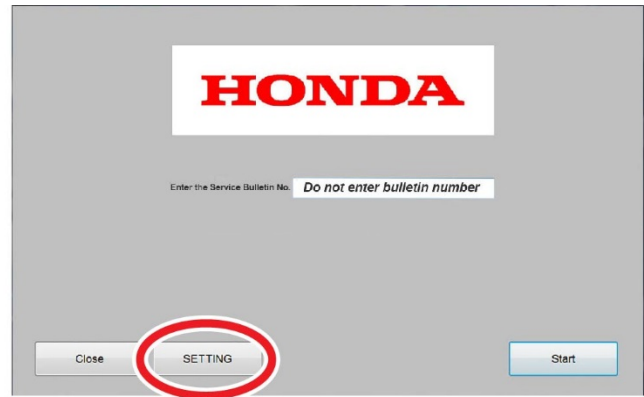 HONDA
Enter the Service Bulletin No. Do not enter bulletin number
Close SETTING Start